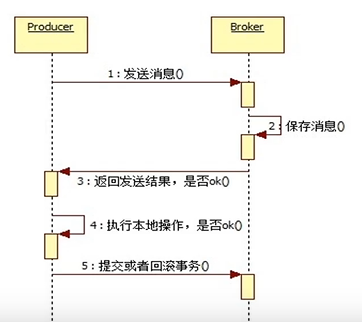 Producer
Broker
1:发送消息()
2:保存消息()
3:返回发送结果，是否ok()
4:执行本地操作，是否ok()
5:提交或者回滚事务()